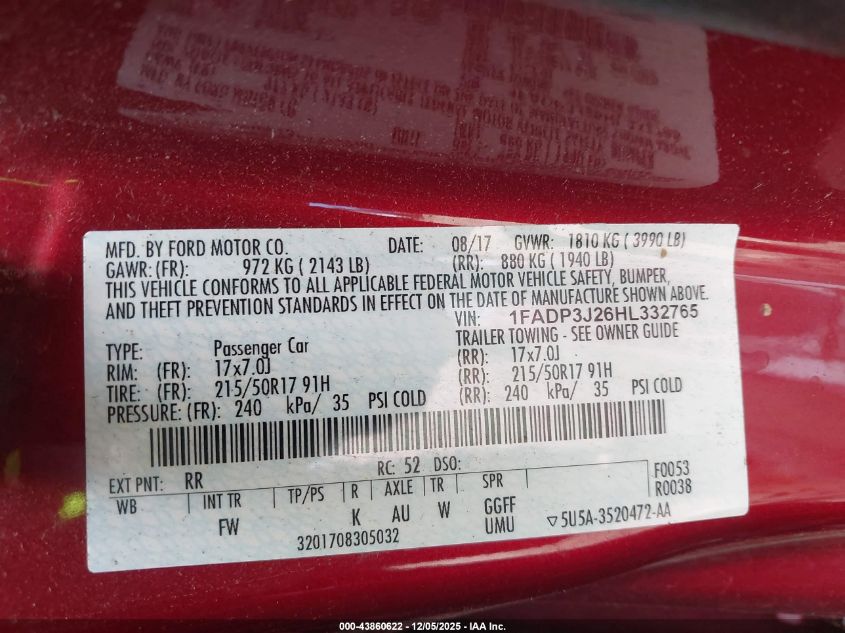 MFD. BY FORD MOTOR CO. DATE: 08/17 GVWR: 1810 KG ( 3990 LB)
GAWR: (FR): 972 KG ( 2143 LB) (RR): 880 KG ( 1940 LB)
THIS VEHICLE CONFORMS TO ALL APPLICABLE FEDERAL MOTOR VEHICLE SAFETY, BUMPER,
AND THEFT PREVENTION STANDARDS IN EFFECT ON THE DATE OF MANUFACTURE SHOWN ABOVE.
VIN: 1FADP3J26HL332765
TYPE: Passenger Car TRAILER TOWING - SEE OWNER GUIDE
RIM: (FR): 17x7.0J (RR): 17x7.0J
TIRE: (FR): 215/50R17 91H (RR): 215/50R17 91H
PRESSURE: (FR): 240 kPa/ 35 PSI COLD (RR): 240 kPa/ 35 PSI COLD
EXT PNT: RR RC: 52 DSO: F0053
WB INT TR TP/PS R AXLE TR SPR R0038
FW K AU W GGFF
UMU ▽5U5A-3520472-AA
3201708305032
000-43860622 - 12/05/2025 - IAA Inc.